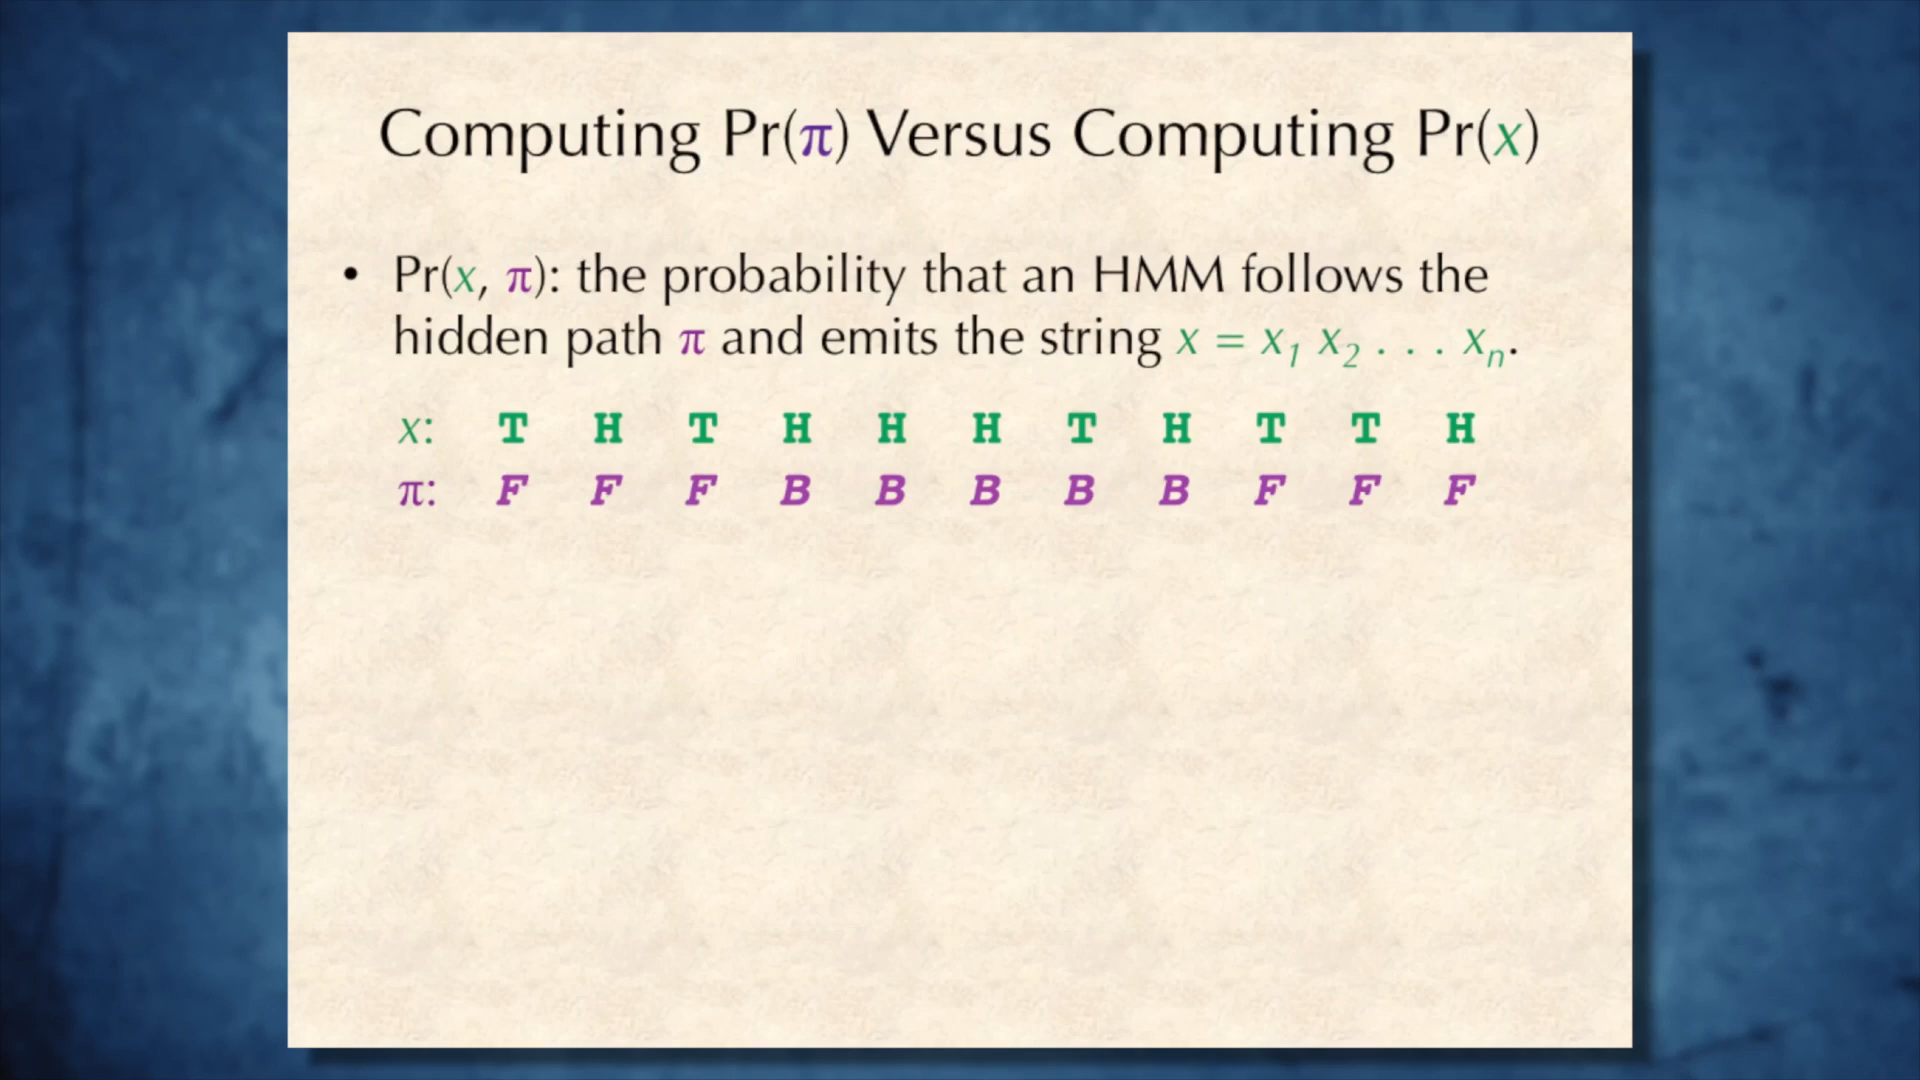 Computing Pr(π) Versus Computing Pr(x)
• Pr(x, π): the probability that an HMM follows the
hidden path π and emits the string x = x₁ x₂ . . . xₙ.
x: T H T H H H T H T T H
π: F F F B B B B B F F F